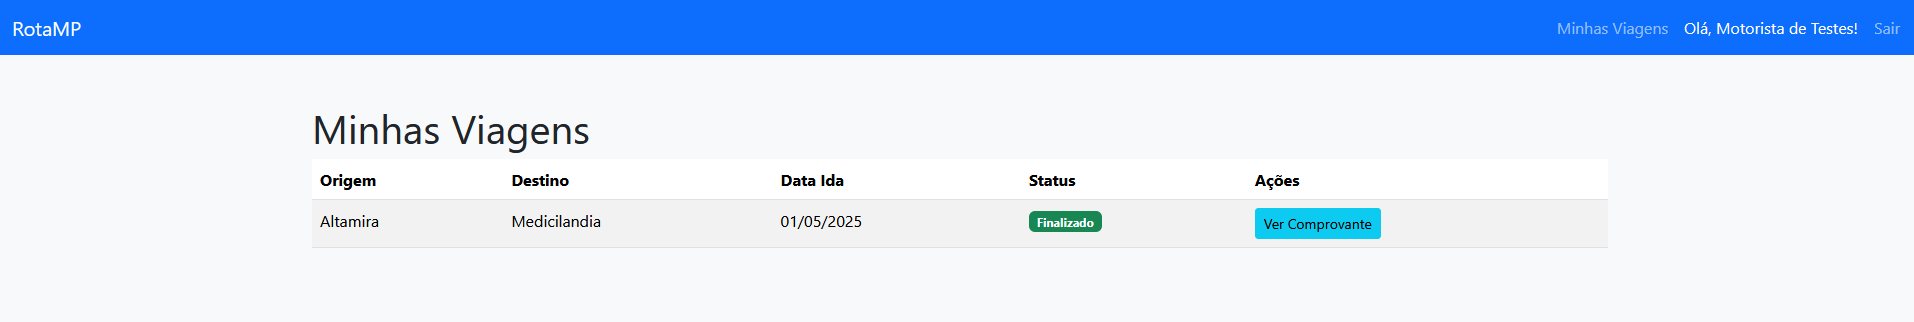 RotaMP Minhas Viagens Olá, Motorista de Testes! Sair
Minhas Viagens
Origem Destino Data Ida Status Ações
Altamira Medicilandia 01/05/2025 Finalizado Ver Comprovante